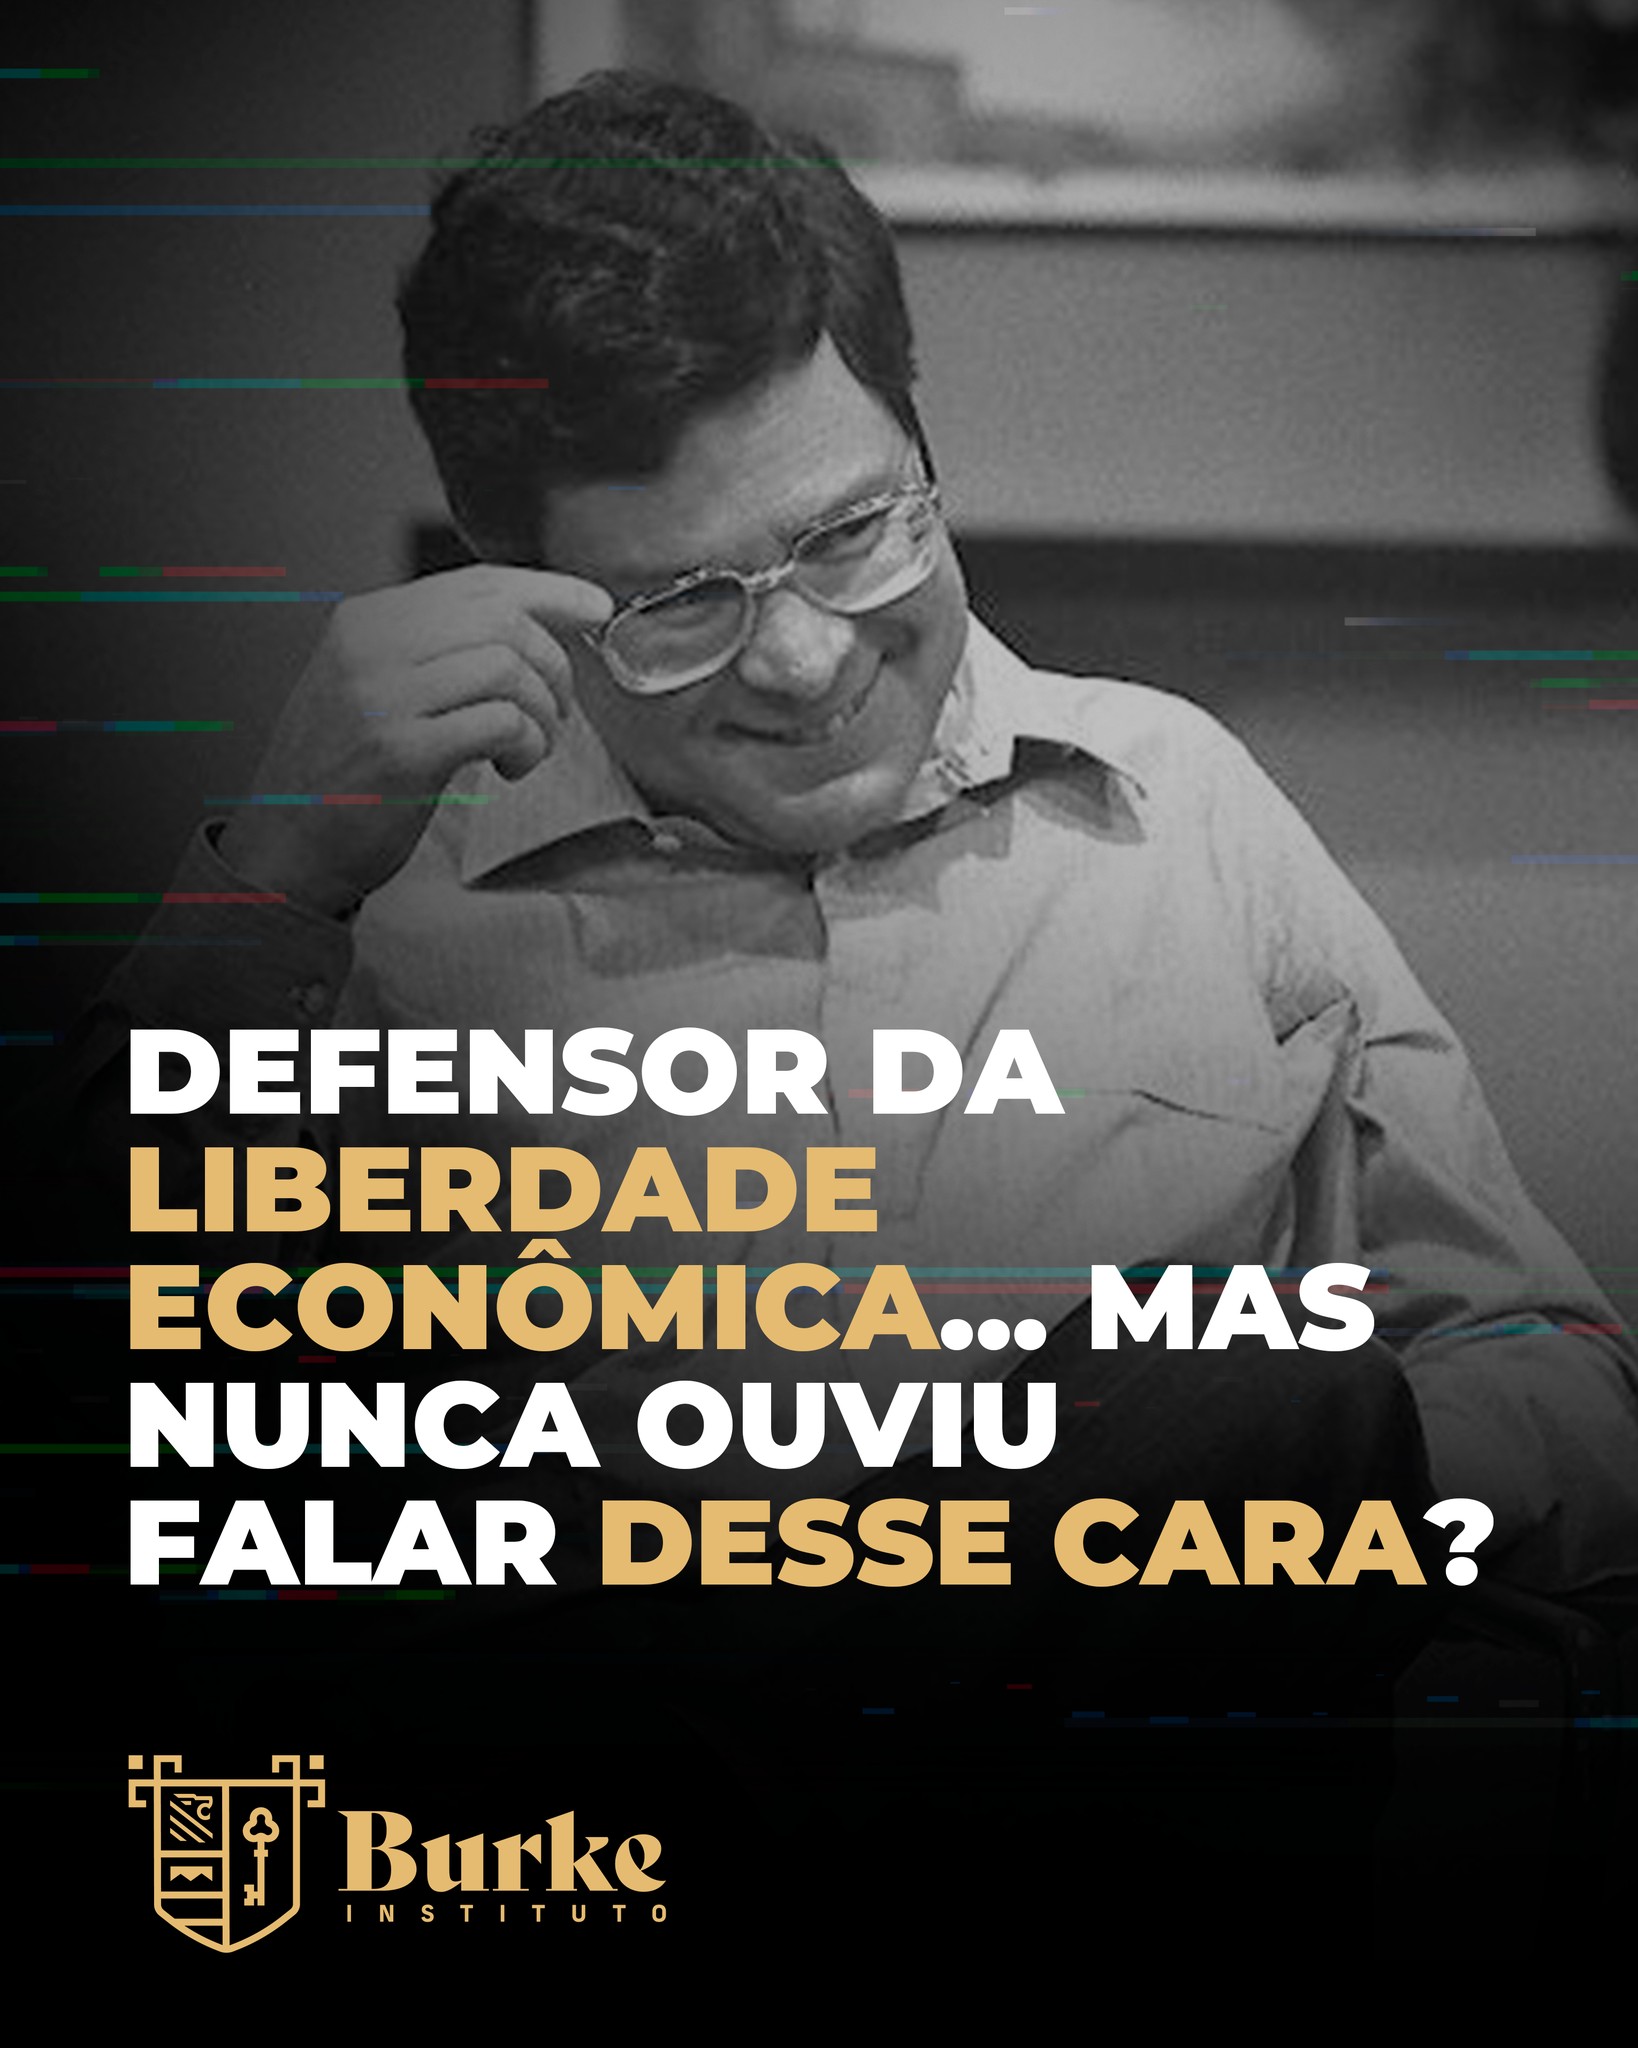 DEFENSOR DA
LIBERDADE
ECONÔMICA... MAS
NUNCA OUVIU
FALAR DESSE CARA?
Burke
INSTITUTO